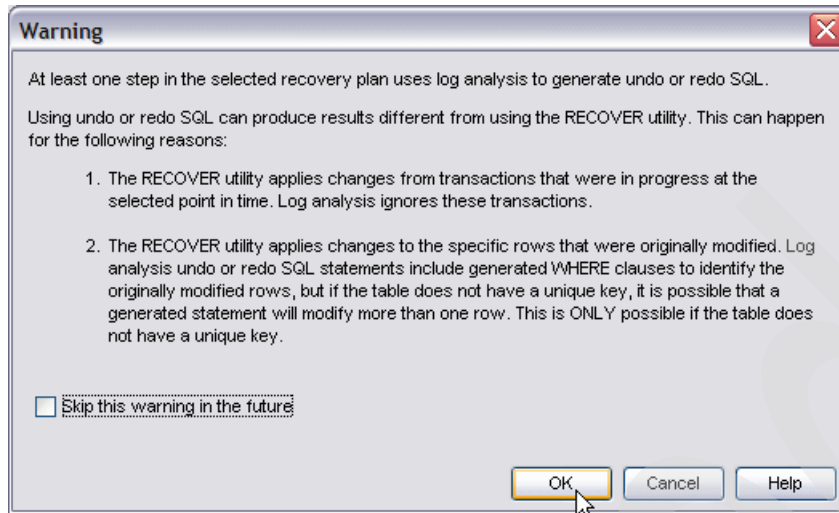 Warning
At least one step in the selected recovery plan uses log analysis to generate undo or redo SQL.
Using undo or redo SQL can produce results different from using the RECOVER utility. This can happen
for the following reasons:
1. The RECOVER utility applies changes from transactions that were in progress at the
selected point in time. Log analysis ignores these transactions.
2. The RECOVER utility applies changes to the specific rows that were originally modified. Log
analysis undo or redo SQL statements include generated WHERE clauses to identify the
originally modified rows, but if the table does not have a unique key, it is possible that a
generated statement will modify more than one row. This is ONLY possible if the table does
not have a unique key.
Skip this warning in the future
OK Cancel Help